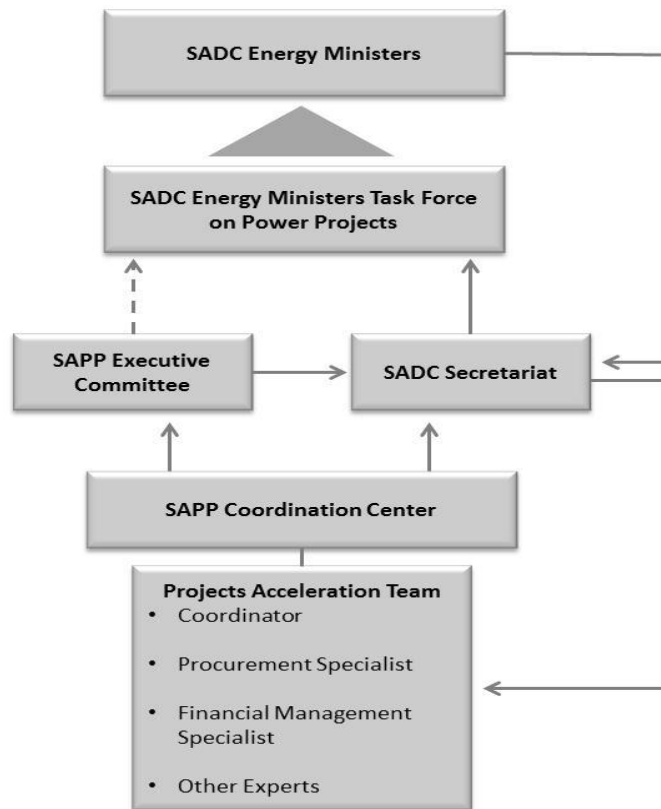 SADC Energy Ministers
SADC Energy Ministers Task Force
on Power Projects
SAPP Executive
Committee
SADC Secretariat
SAPP Coordination Center
Projects Acceleration Team
• Coordinator
• Procurement Specialist
• Financial Management
Specialist
• Other Experts